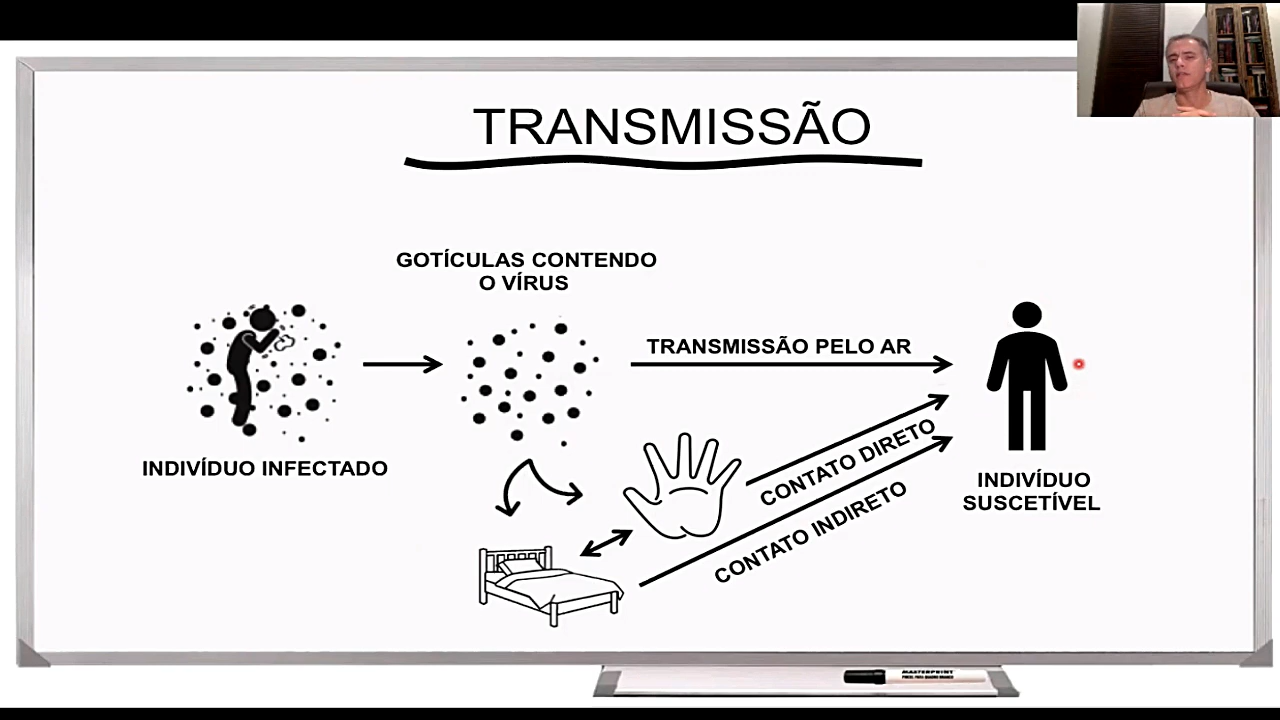 TRANSMISSÃO
GOTÍCULAS CONTENDO
O VÍRUS
TRANSMISSÃO PELO AR
CONTATO DIRETO
CONTATO INDIRETO
INDIVÍDUO INFECTADO
INDIVÍDUO
SUSCETÍVEL
MASTERPRINT